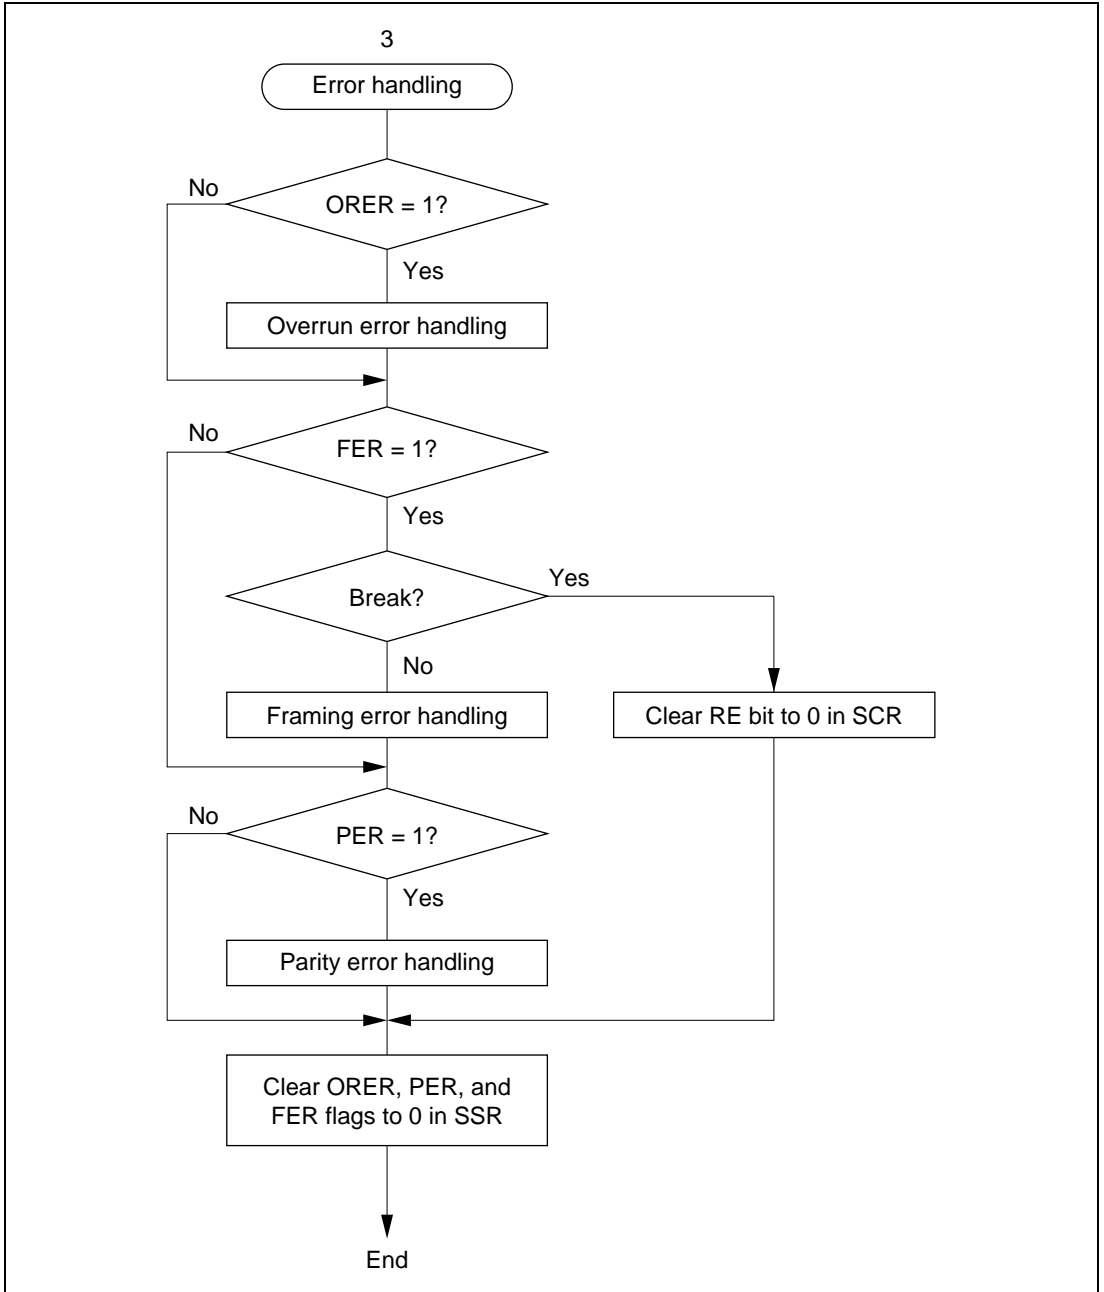 3
Error handling
No
ORER = 1?
Yes
Overrun error handling
No
FER = 1?
Yes
Break?
Yes
No
Framing error handling
Clear RE bit to 0 in SCR
No
PER = 1?
Yes
Parity error handling
Clear ORER, PER, and
FER flags to 0 in SSR
End